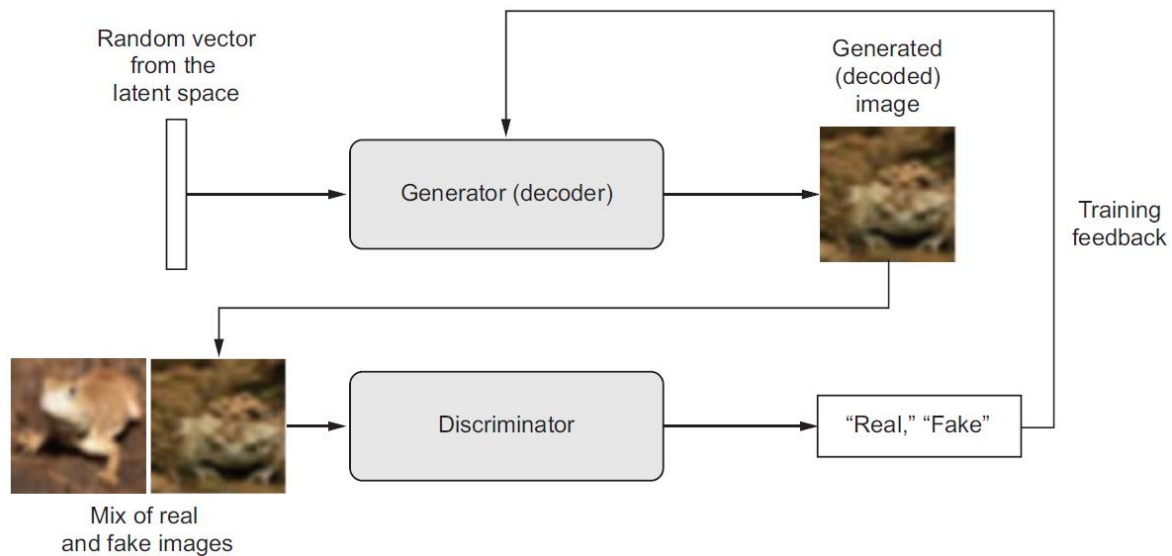 Random vector
from the
latent space
Generator (decoder)
Generated
(decoded)
image
Training
feedback
Discriminator
“Real,” “Fake”
Mix of real
and fake images